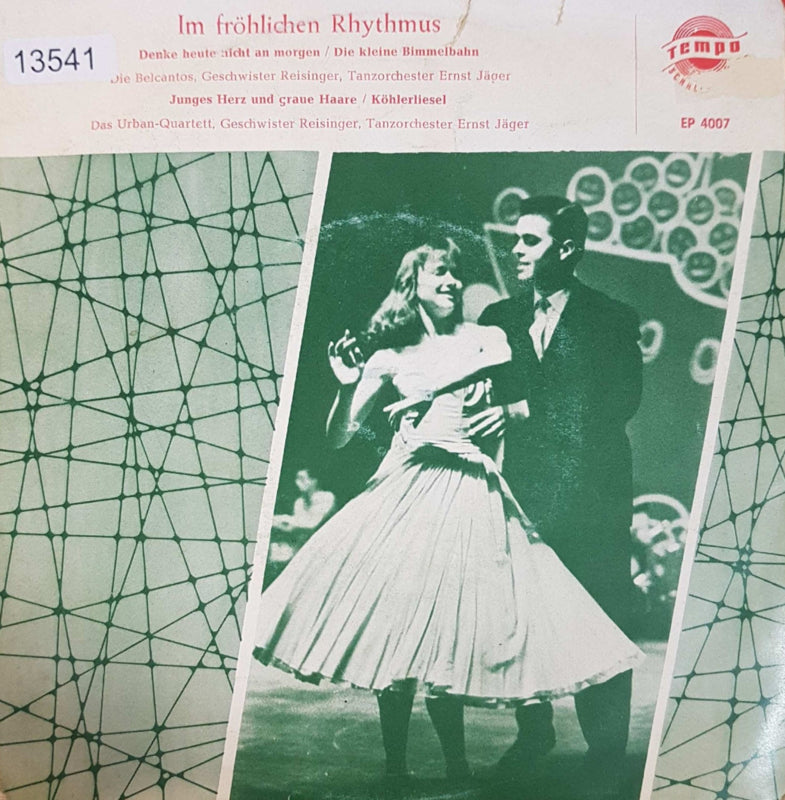 Im fröhlichen Rhythmus
13541
Denke heute nicht an morgen / Die kleine Bimmelbahn
Die Belcantos, Geschwister Reisinger, Tanzorchester Ernst Jäger
Junges Herz und graue Haare / Köhlerliesel
Das Urban-Quartett, Geschwister Reisinger, Tanzorchester Ernst Jäger
Tempo
EP 4007